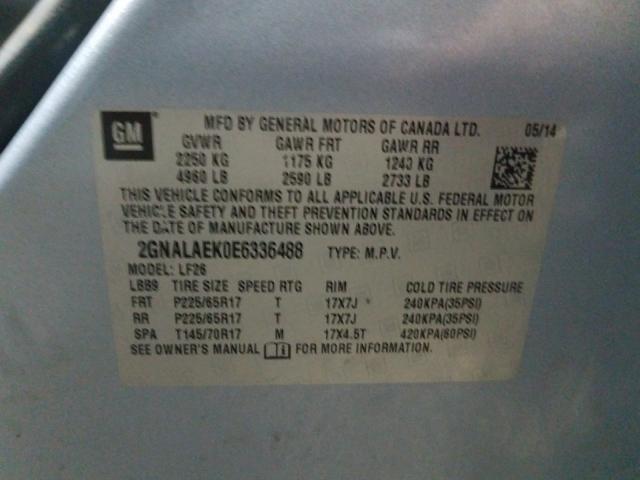 GM MFD BY GENERAL MOTORS OF CANADA LTD. 05/14
GVWR GAWR FRT GAWR RR
2250 KG 1175 KG 1240 KG
4960 LB 2590 LB 2733 LB
THIS VEHICLE CONFORMS TO ALL APPLICABLE U.S. FEDERAL MOTOR
VEHICLE SAFETY AND THEFT PREVENTION STANDARDS IN EFFECT ON
THE DATE OF MANUFACTURE SHOWN ABOVE.
2GNALAEK0E6336488 TYPE: M.P.V.
MODEL: LF26
LBB9 TIRE SIZE SPEED RTG RIM COLD TIRE PRESSURE
FRT P225/65R17 T 17X7J 240KPA(35PSI)
RR P225/65R17 T 17X7J 240KPA(35PSI)
SPA T145/70R17 M 17X4.5T 420KPA(60PSI)
SEE OWNER'S MANUAL FOR MORE INFORMATION.